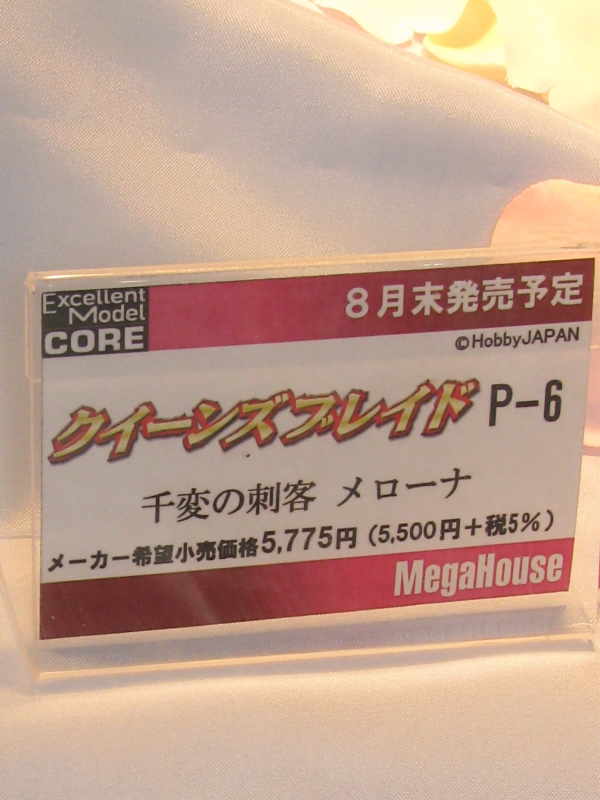 Excellent
Model
CORE
8月末発売予定
©HobbyJAPAN
クイーンズブレイド P-6
千変の刺客 メローナ
メーカー希望小売価格5,775円(5,500円+税5%)
MegaHouse